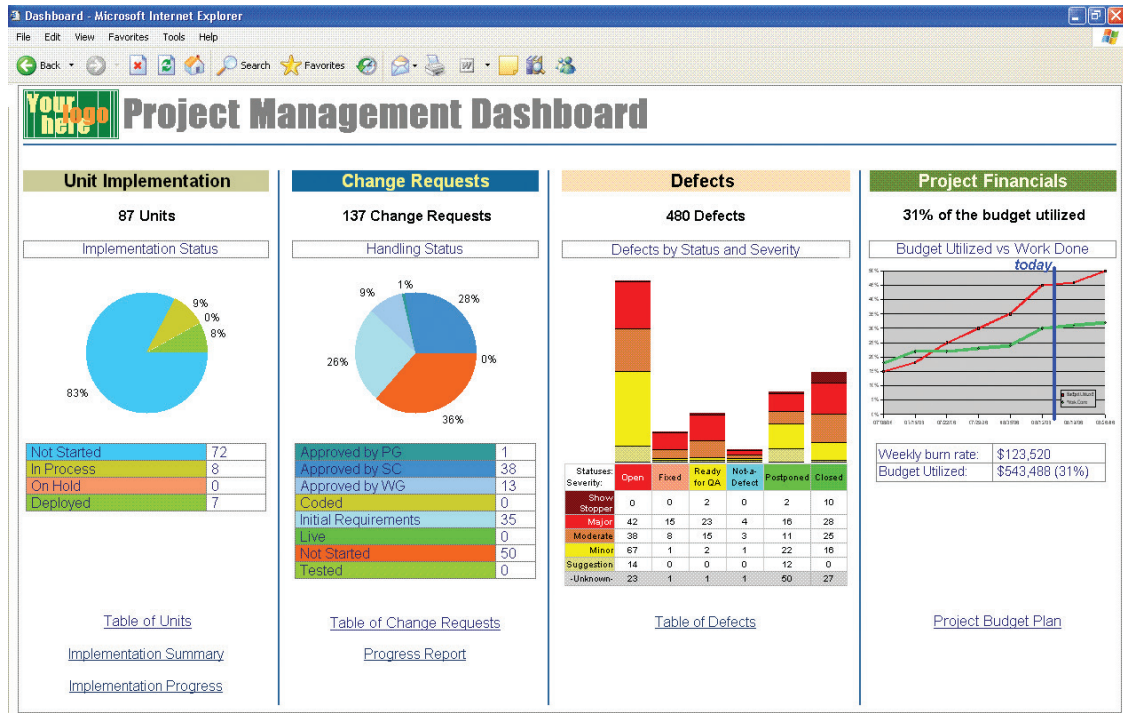 Dashboard - Microsoft Internet Explorer
File Edit View Favorites Tools Help
Back Search Favorites
Your logo here
Project Management Dashboard
Unit Implementation
87 Units
Implementation Status
9%
0%
8%
83%
Not Started 72
In Process 8
On Hold 0
Deployed 7
Table of Units
Implementation Summary
Implementation Progress
Change Requests
137 Change Requests
Handling Status
1%
9%
28%
0%
26%
36%
Approved by PG 1
Approved by SC 38
Approved by WG 13
Coded 0
Initial Requirements 35
Live 0
Not Started 50
Tested 0
Table of Change Requests
Progress Report
Defects
480 Defects
Defects by Status and Severity
Statuses: Open Fixed Ready for QA Not-a-Defect Postponed Closed
Severity:
Show Stopper 0 0 2 0 2 10
Major 42 15 23 4 16 28
Moderate 38 8 15 3 11 25
Minor 67 1 2 1 22 16
Suggestion 14 0 0 0 12 0
-Unknown- 23 1 1 1 50 27
Table of Defects
Project Financials
31% of the budget utilized
Budget Utilized vs Work Done
today
Budget Utilized
Work Done
Weekly burn rate: $123,520
Budget Utilized: $543,488 (31%)
Project Budget Plan